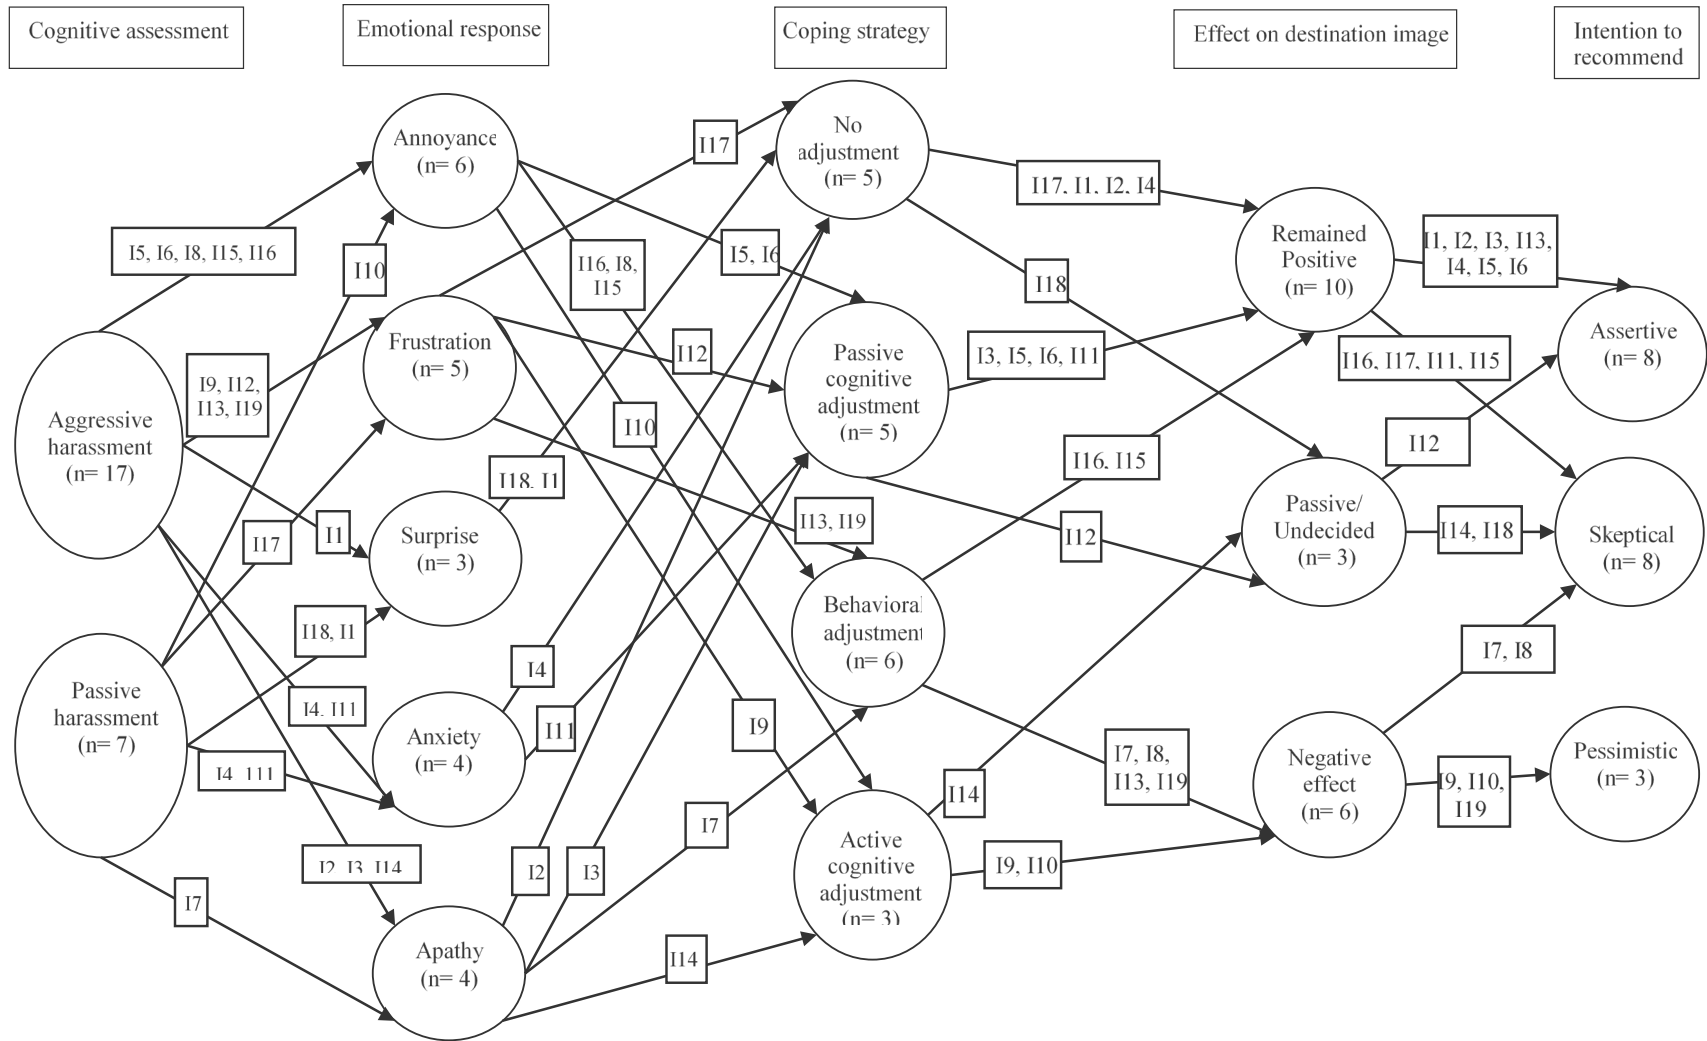 Cognitive assessment
Emotional response
Coping strategy
Effect on destination image
Intention to
recommend
Annoyance
(n= 6)
Frustration
(n= 5)
Surprise
(n= 3)
Anxiety
(n= 4)
Apathy
(n= 4)
Aggressive
harassment
(n= 17)
Passive
harassment
(n= 7)
I5, I6, I8, I15, I16
I10
I9, I12,
I13, I19
I17
I1
I18, I1
I4, I11
I4, I11
I2, I3, I14
I7
No
adjustment
(n= 5)
Passive
cognitive
adjustment
(n= 5)
Behavioral
adjustment
(n= 6)
Active
cognitive
adjustment
(n= 3)
I17
I16, I8,
I15
I5, I6
I12
I10
I18, I1
I13, I19
I4
I11
I9
I7
I2
I3
I14
I17, I1, I2, I4
I18
I3, I5, I6, I11
I16, I15
I12
I7, I8,
I13, I19
I14
I9, I10
Remained
Positive
(n= 10)
Passive/
Undecided
(n= 3)
Negative
effect
(n= 6)
I1, I2, I3, I13,
I4, I5, I6
I16, I17, I11, I15
I12
I14, I18
I7, I8
I9, I10,
I19
Assertive
(n= 8)
Skeptical
(n= 8)
Pessimistic
(n= 3)